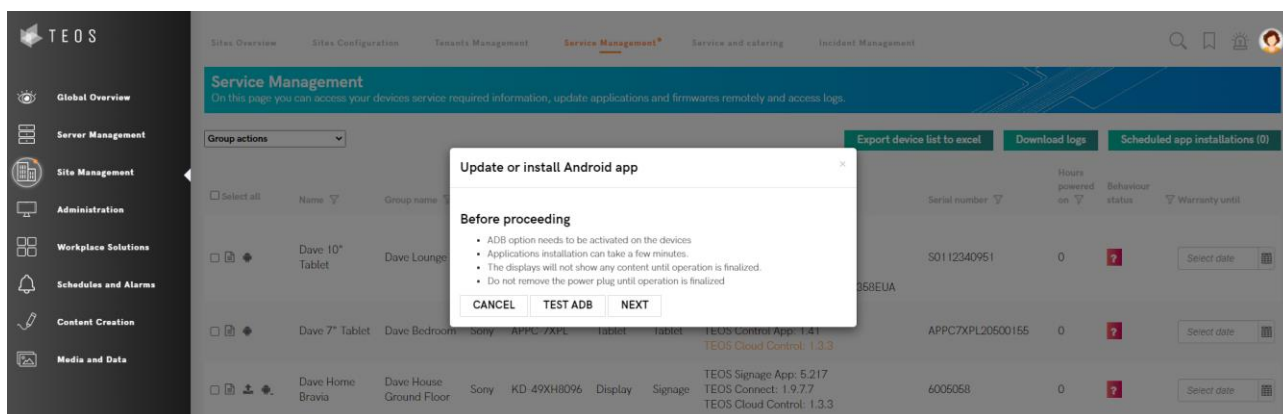 TEOS
Sites Overview Sites Configuration Tenants Management Service Management Service and catering Incident Management
Global Overview
Server Management
Site Management
Administration
Workplace Solutions
Schedules and Alarms
Content Creation
Media and Data
Service Management
On this page you can access your devices service required information, update applications and firmwares remotely and access logs.
Group actions
Export device list to excel Download logs Scheduled app installations (0)
Select all Name Group name Serial number Hours powered on Behaviour status Warranty until
Update or install Android app
Before proceeding
• ADB option needs to be activated on the devices
• Applications installation can take a few minutes.
• The displays will not show any content until operation is finalized.
• Do not remove the power plug until operation is finalized
CANCEL TEST ADB NEXT
Dave 10" Tablet Dave Lounge 358EUA S0112340951 0 ? Select date
Dave 7" Tablet Dave Bedroom Sony APPC-7XPL Tablet Tablet TEOS Control App: 1.41
TEOS Cloud Control: 1.3.3
APPC7XPL20500155 0 ? Select date
Dave Home Bravia Dave House Ground Floor Sony KD-49XH8096 Display Signage
TEOS Signage App: 5.217
TEOS Connect: 1.9.7.7
TEOS Cloud Control: 1.3.3
6005058 0 ? Select date